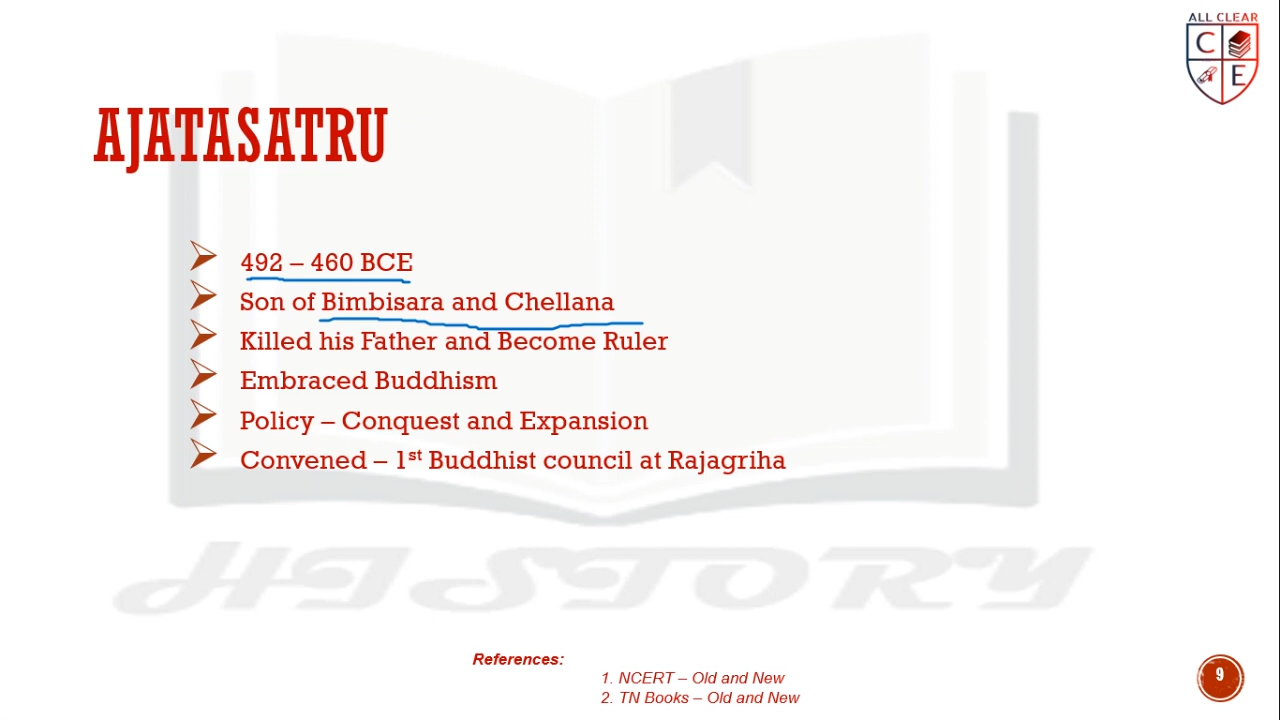 ALL CLEAR
C
E
AJATASATRU
492 – 460 BCE
Son of Bimbisara and Chellana
Killed his Father and Become Ruler
Embraced Buddhism
Policy – Conquest and Expansion
Convened – 1st Buddhist council at Rajagriha
HISTORY
References:
1. NCERT – Old and New
2. TN Books – Old and New
9